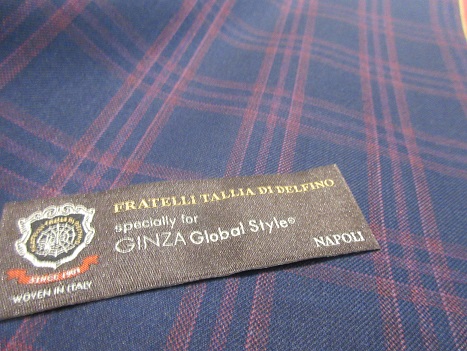 FRATELLI TALLIA DI DELFINO
specially for
GINZA Global Style®
NAPOLI
SINCE 1903
WOVEN IN ITALY